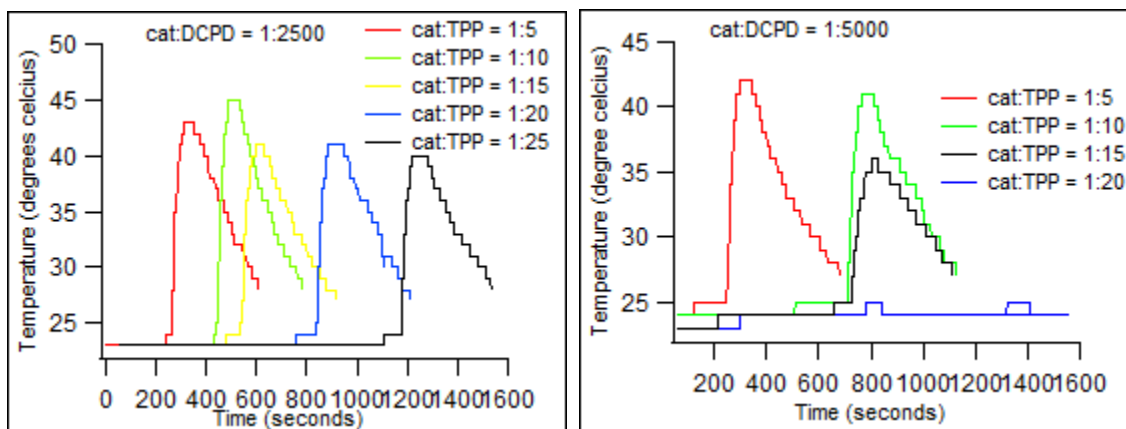 cat:DCPD = 1:2500
cat:TPP = 1:5
cat:TPP = 1:10
cat:TPP = 1:15
cat:TPP = 1:20
cat:TPP = 1:25
Temperature (degrees celcius)
50
45
40
35
30
25
0 200 400 600 800 1000 1200 1400 1600
Time (seconds)
cat:DCPD = 1:5000
cat:TPP = 1:5
cat:TPP = 1:10
cat:TPP = 1:15
cat:TPP = 1:20
Temperature (degree celcius)
45
40
35
30
25
200 400 600 800 1000 1200 1400 1600
Time (seconds)